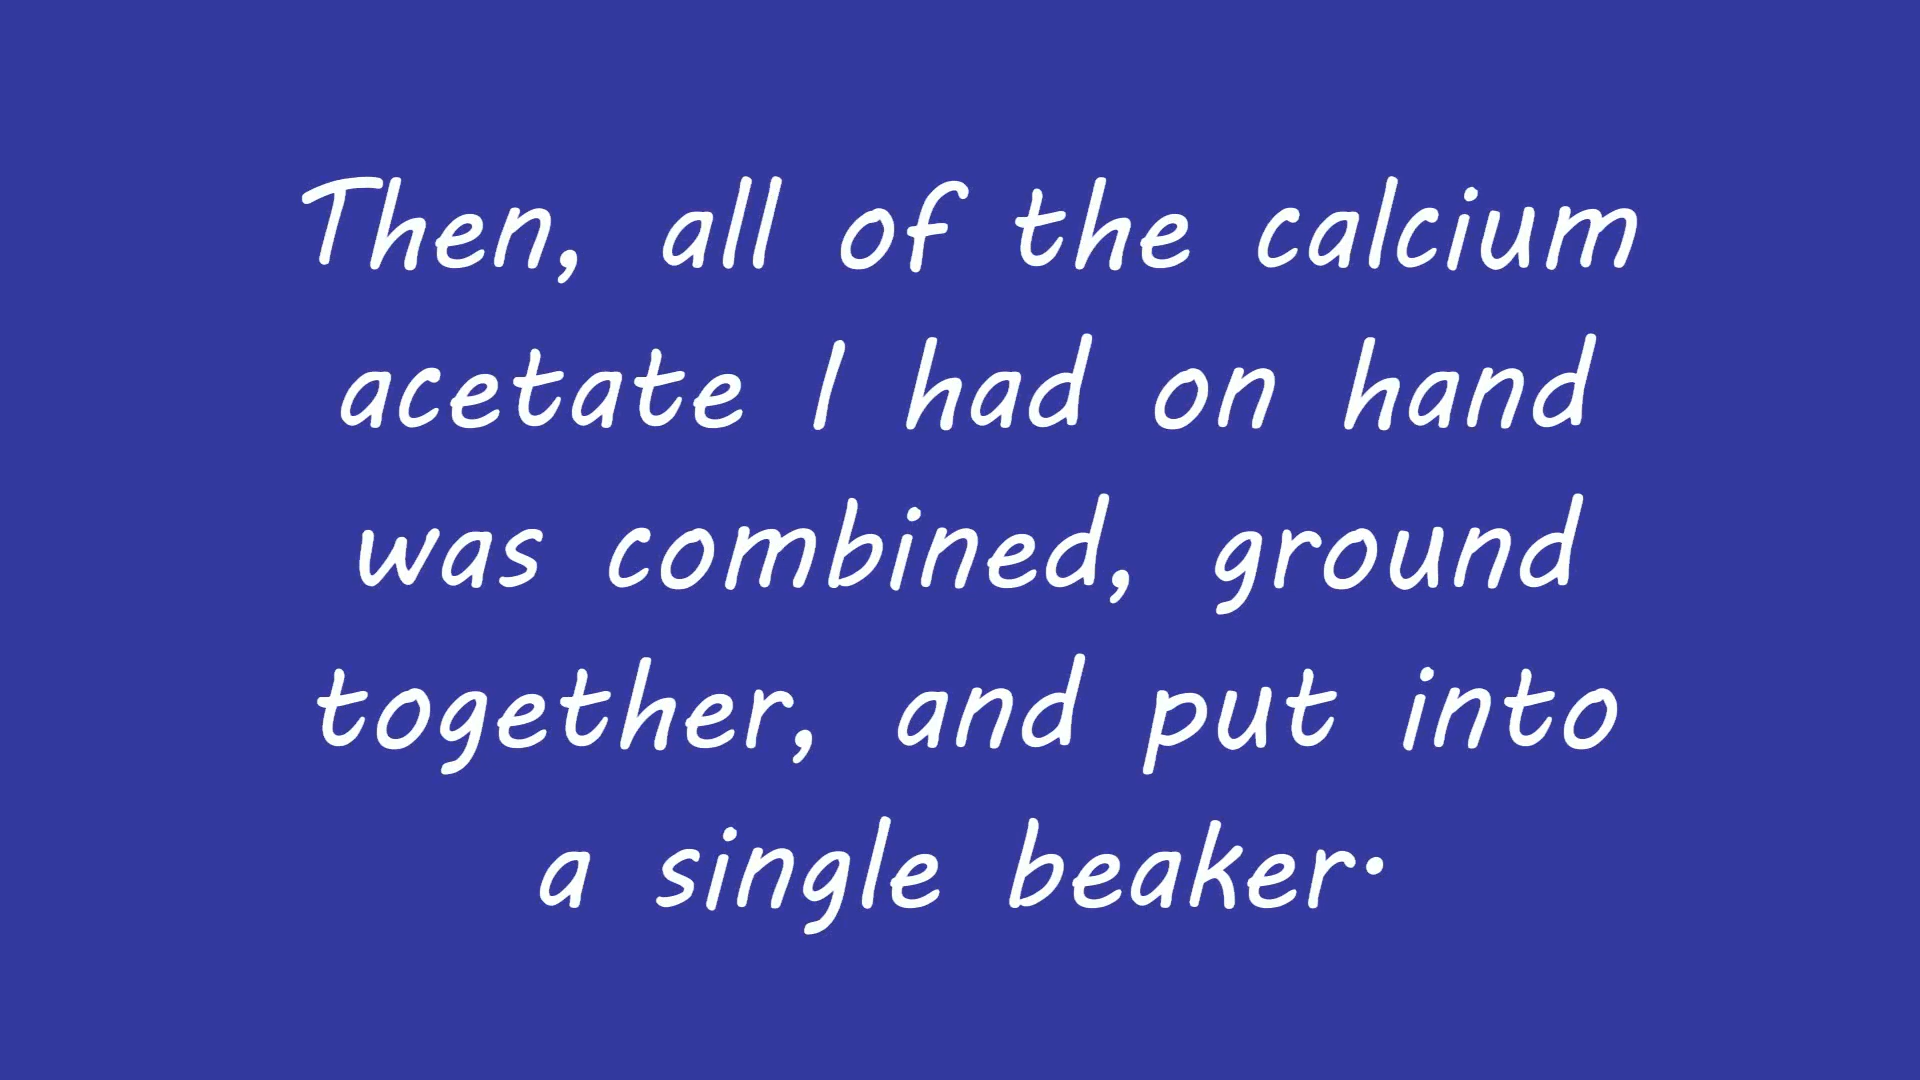 Then, all of the calcium
acetate I had on hand
was combined, ground
together, and put into
a single beaker.